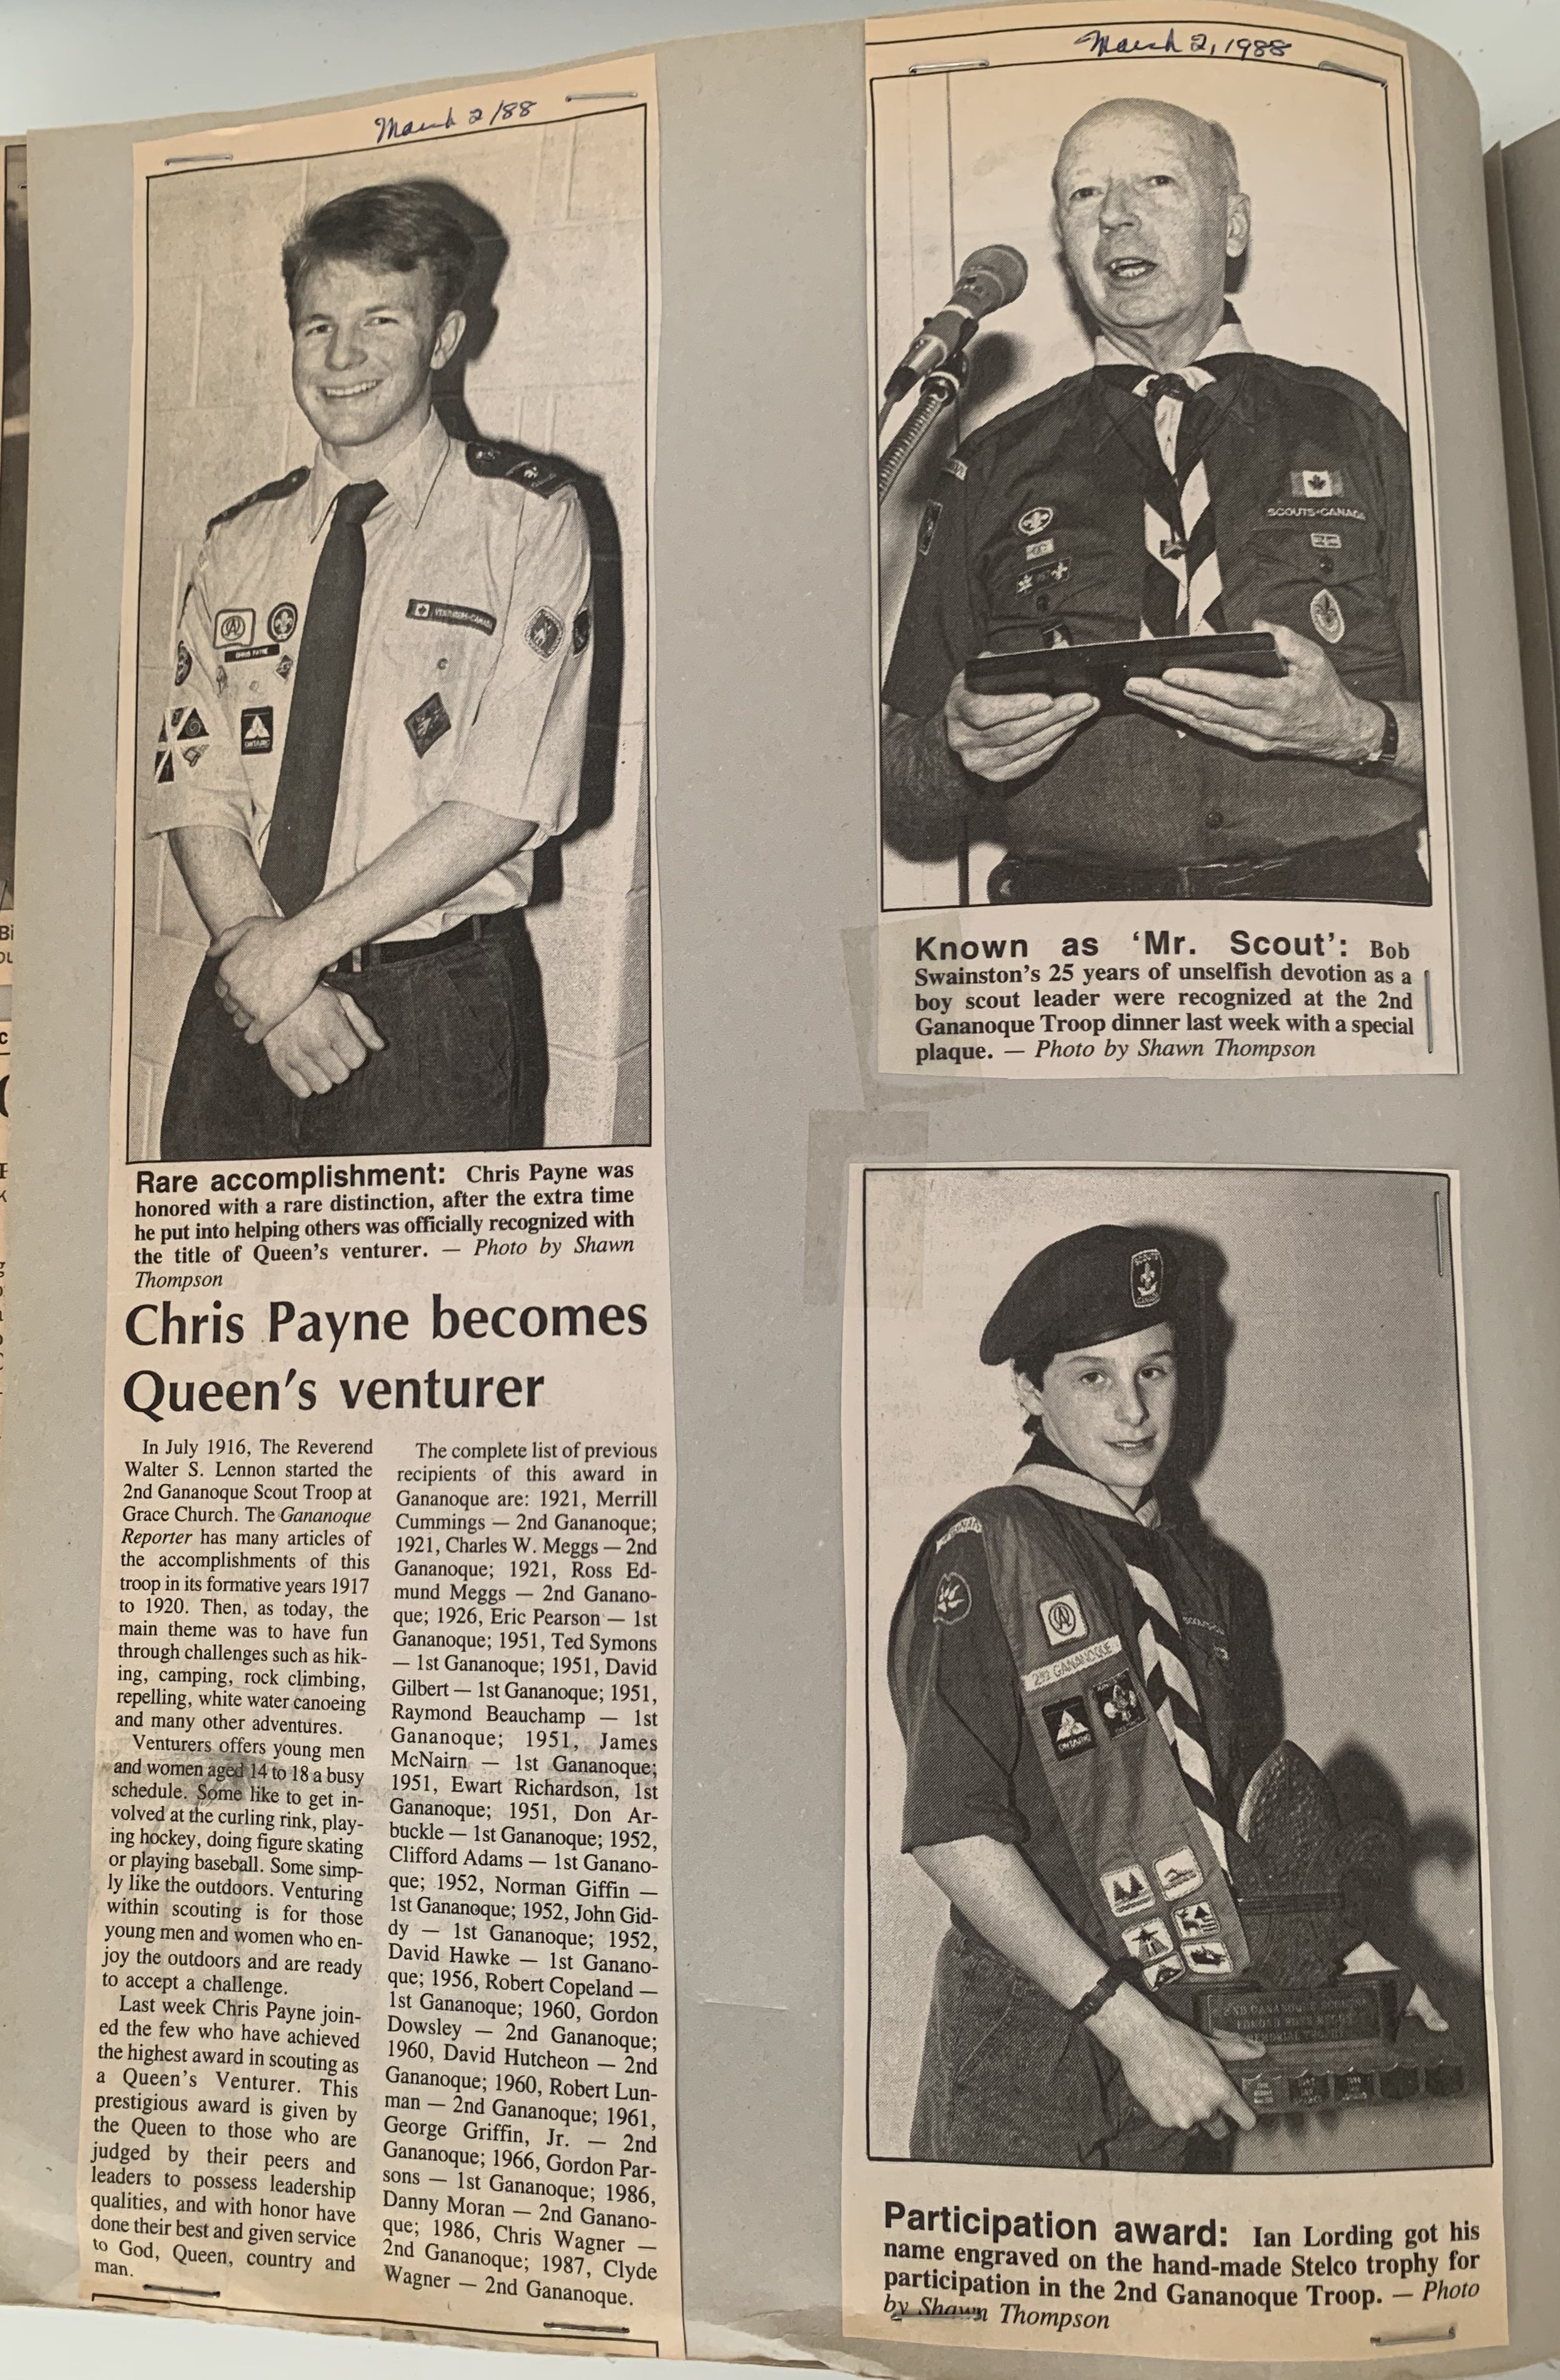 March 2/88
VENTURERS-CANADA
CHRIS PAYNE
ONTARIO
Rare accomplishment: Chris Payne was
honored with a rare distinction, after the extra time
he put into helping others was officially recognized with
the title of Queen's venturer. — Photo by Shawn
Thompson
Chris Payne becomes
Queen's venturer
In July 1916, The Reverend
Walter S. Lennon started the
2nd Gananoque Scout Troop at
Grace Church. The Gananoque
Reporter has many articles of
the accomplishments of this
troop in its formative years 1917
to 1920. Then, as today, the
main theme was to have fun
through challenges such as hik-
ing, camping, rock climbing,
repelling, white water canoeing
and many other adventures.
Venturers offers young men
and women aged 14 to 18 a busy
schedule. Some like to get in-
volved at the curling rink, play-
ing hockey, doing figure skating
or playing baseball. Some simp-
ly like the outdoors. Venturing
within scouting is for those
young men and women who en-
joy the outdoors and are ready
to accept a challenge.
Last week Chris Payne join-
ed the few who have achieved
the highest award in scouting as
a Queen's Venturer. This
prestigious award is given by
the Queen to those who are
judged by their peers and
leaders to possess leadership
qualities, and with honor have
done their best and given service
to God, Queen, country and
man.
The complete list of previous
recipients of this award in
Gananoque are: 1921, Merrill
Cummings — 2nd Gananoque;
1921, Charles W. Meggs — 2nd
Gananoque; 1921, Ross Ed-
mund Meggs — 2nd Ganano-
que; 1926, Eric Pearson — 1st
Gananoque; 1951, Ted Symons
— 1st Gananoque; 1951, David
Gilbert — 1st Gananoque; 1951,
Raymond Beauchamp — 1st
Gananoque; 1951, James
McNairn — 1st Gananoque;
1951, Ewart Richardson, 1st
Gananoque; 1951, Don Ar-
buckle — 1st Gananoque; 1952,
Clifford Adams — 1st Ganano-
que; 1952, Norman Giffin —
1st Gananoque; 1952, John Gid-
dy — 1st Gananoque; 1952,
David Hawke — 1st Ganano-
que; 1956, Robert Copeland —
1st Gananoque; 1960, Gordon
Dowsley — 2nd Gananoque;
1960, David Hutcheon — 2nd
Gananoque; 1960, Robert Lun-
man — 2nd Gananoque; 1961,
George Griffin, Jr. — 2nd
Gananoque; 1966, Gordon Par-
sons — 1st Gananoque; 1986,
Danny Moran — 2nd Ganano-
que; 1986, Chris Wagner —
2nd Gananoque; 1987, Clyde
Wagner — 2nd Gananoque.
March 2, 1988
SCOUTS-CANADA
Known as 'Mr. Scout': Bob
Swainston's 25 years of unselfish devotion as a
boy scout leader were recognized at the 2nd
Gananoque Troop dinner last week with a special
plaque. — Photo by Shawn Thompson
SCOUTS
CANADA
2nd GANANOQUE
ONTARIO
2ND GANANOQUE SCOUTS
EDMUND ROSS MEGGS
MEMORIAL TROPHY
Participation award: Ian Lording got his
name engraved on the hand-made Stelco trophy for
participation in the 2nd Gananoque Troop. — Photo
by Shawn Thompson